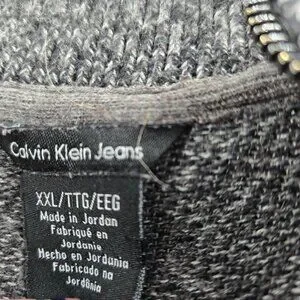 Calvin Klein Jeans
XXL/TTG/EEG
Made in Jordan
Fabriqué en
Jordanie
Hecho en Jordania
Fabricado na
Jordânia